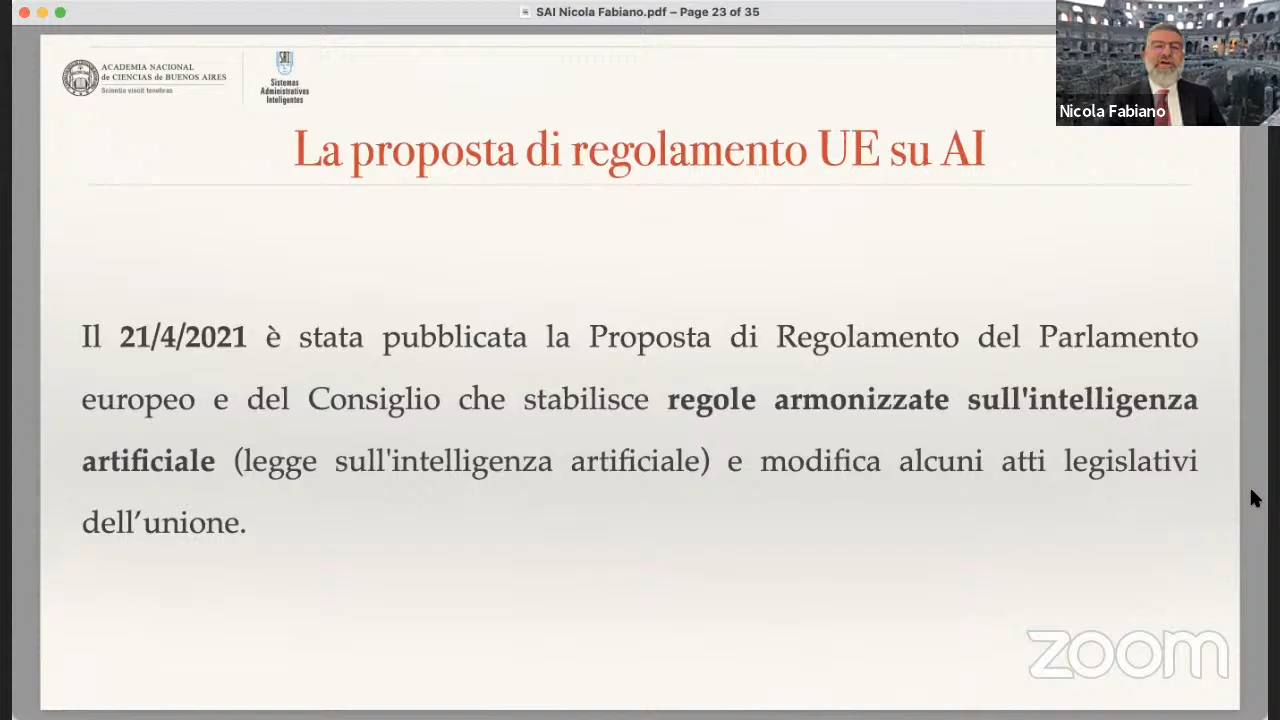 SAI Nicola Fabiano.pdf – Page 23 of 35
ACADEMIA NACIONAL
de CIENCIAS de BUENOS AIRES
Scientia vincit tenebras
SAI
Sistemas
Administrativos
Inteligentes
Nicola Fabiano
La proposta di regolamento UE su AI
Il 21/4/2021 è stata pubblicata la Proposta di Regolamento del Parlamento
europeo e del Consiglio che stabilisce regole armonizzate sull'intelligenza
artificiale (legge sull'intelligenza artificiale) e modifica alcuni atti legislativi
dell’unione.
zoom